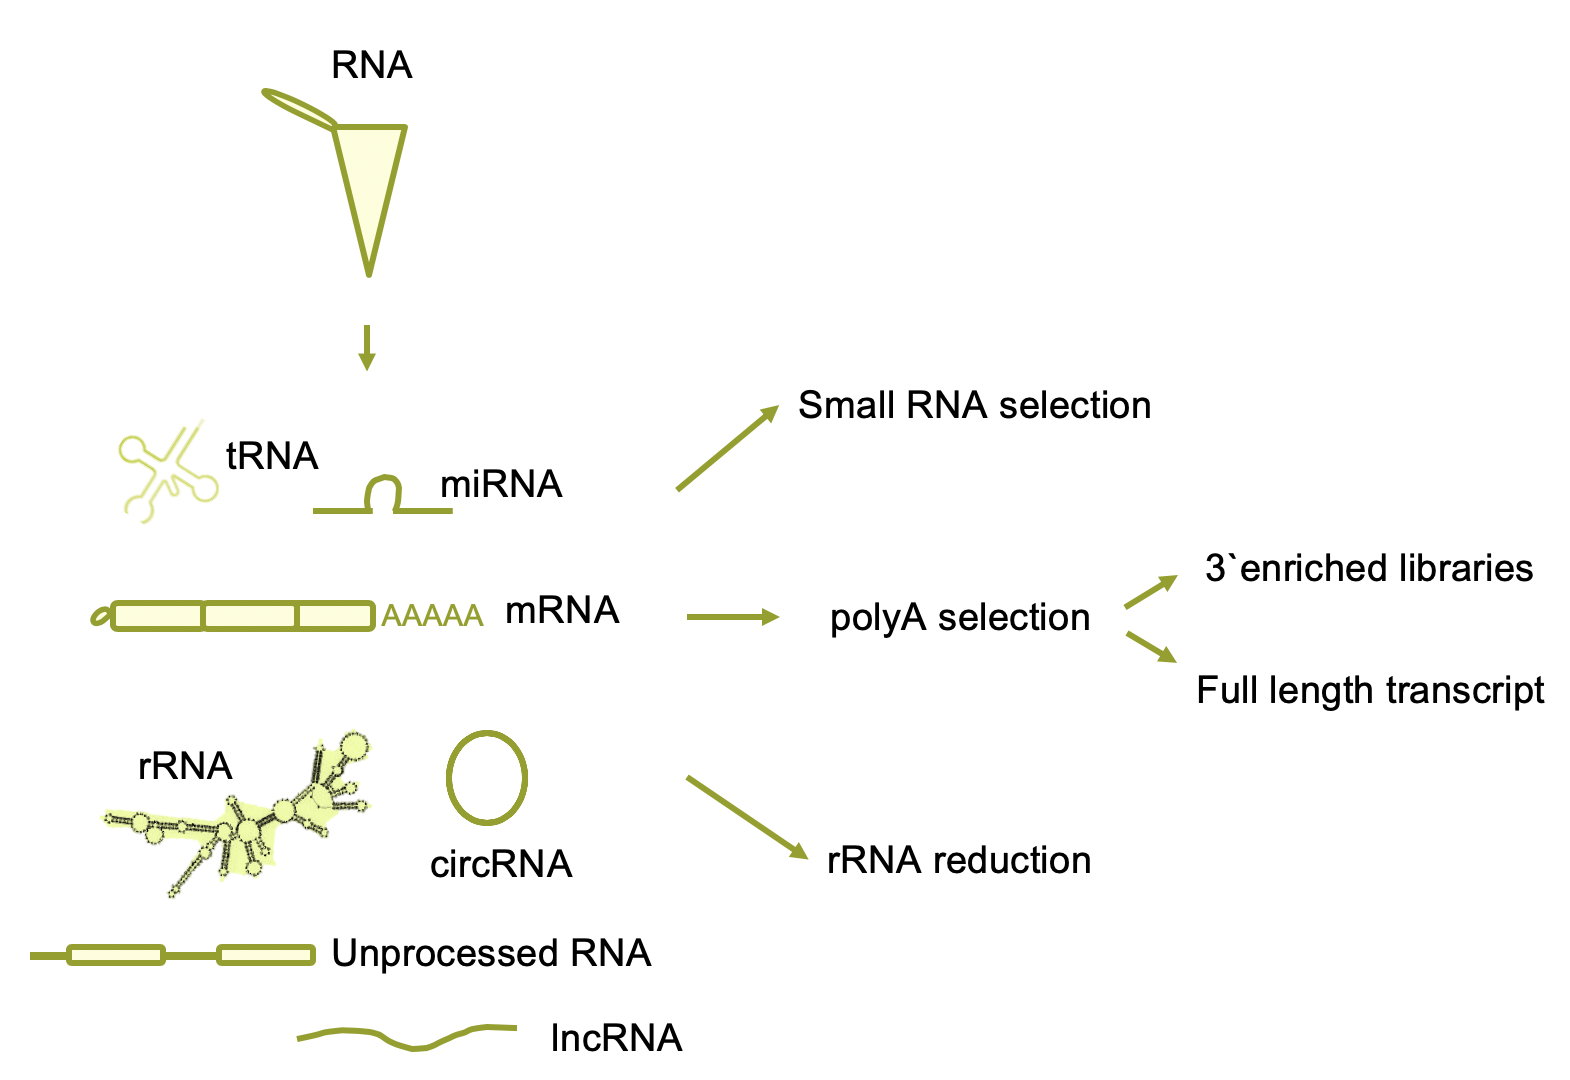 RNA
Small RNA selection
tRNA
miRNA
3`enriched libraries
AAAAA
mRNA
polyA selection
Full length transcript
rRNA
circRNA
rRNA reduction
Unprocessed RNA
lncRNA